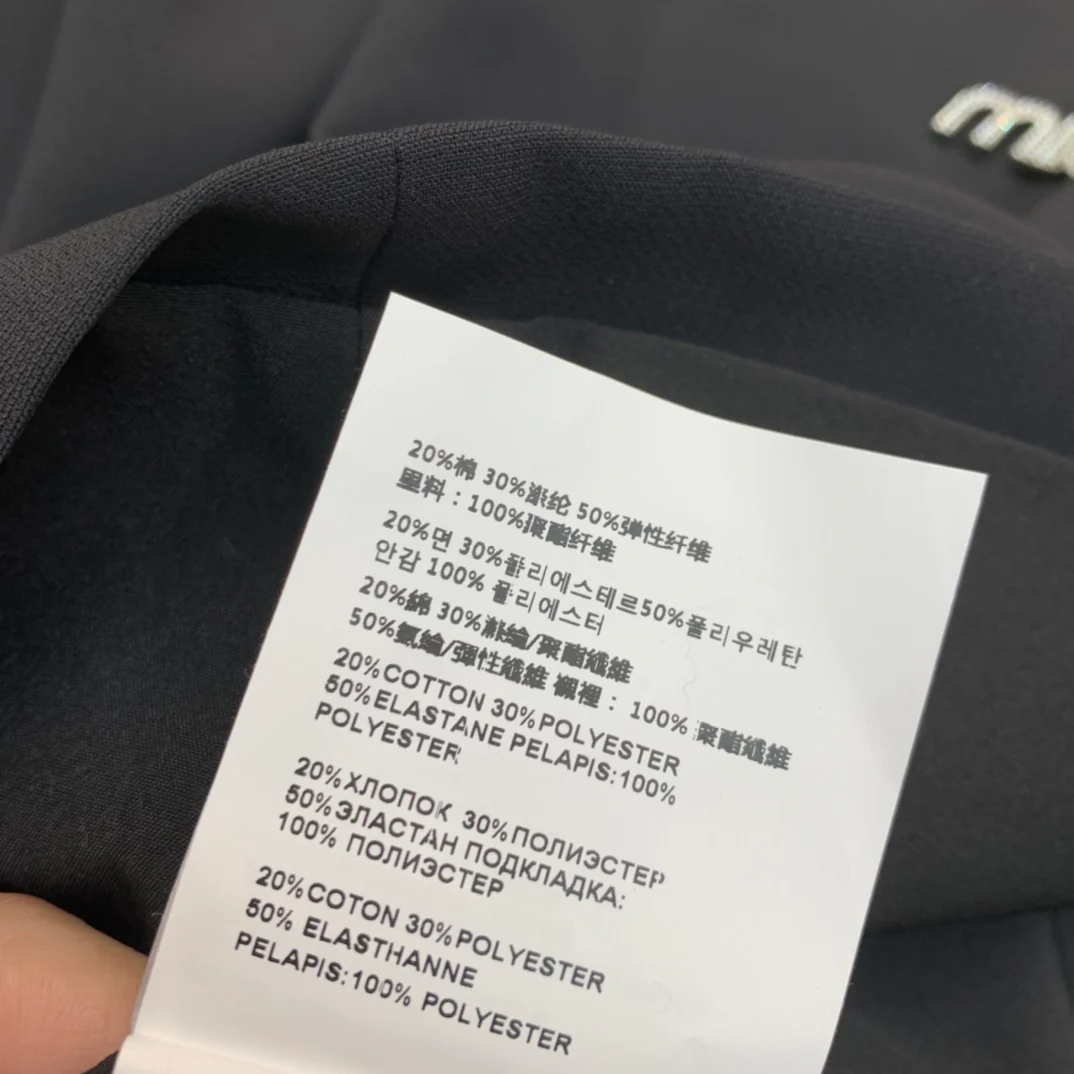 mi
20%棉 30%涤纶 50%弹性纤维
里料：100%聚酯纤维
20%면 30%폴리에스테르50%폴리우레탄
안감 100% 폴리에스터
20%綿 30%滌綸/聚酯纖維
50%氨綸/彈性纖維 襯裡： 100% 聚酯纖維
20%COTTON 30%POLYESTER
50%ELASTANE PELAPIS:100%
POLYESTER
20%ХЛОПОК 30%ПОЛИЭСТЕР
50%ЭЛАСТАН ПОДКЛАДКА:
100% ПОЛИЭСТЕР
20%COTON 30%POLYESTER
50% ELASTHANNE
PELAPIS:100% POLYESTER